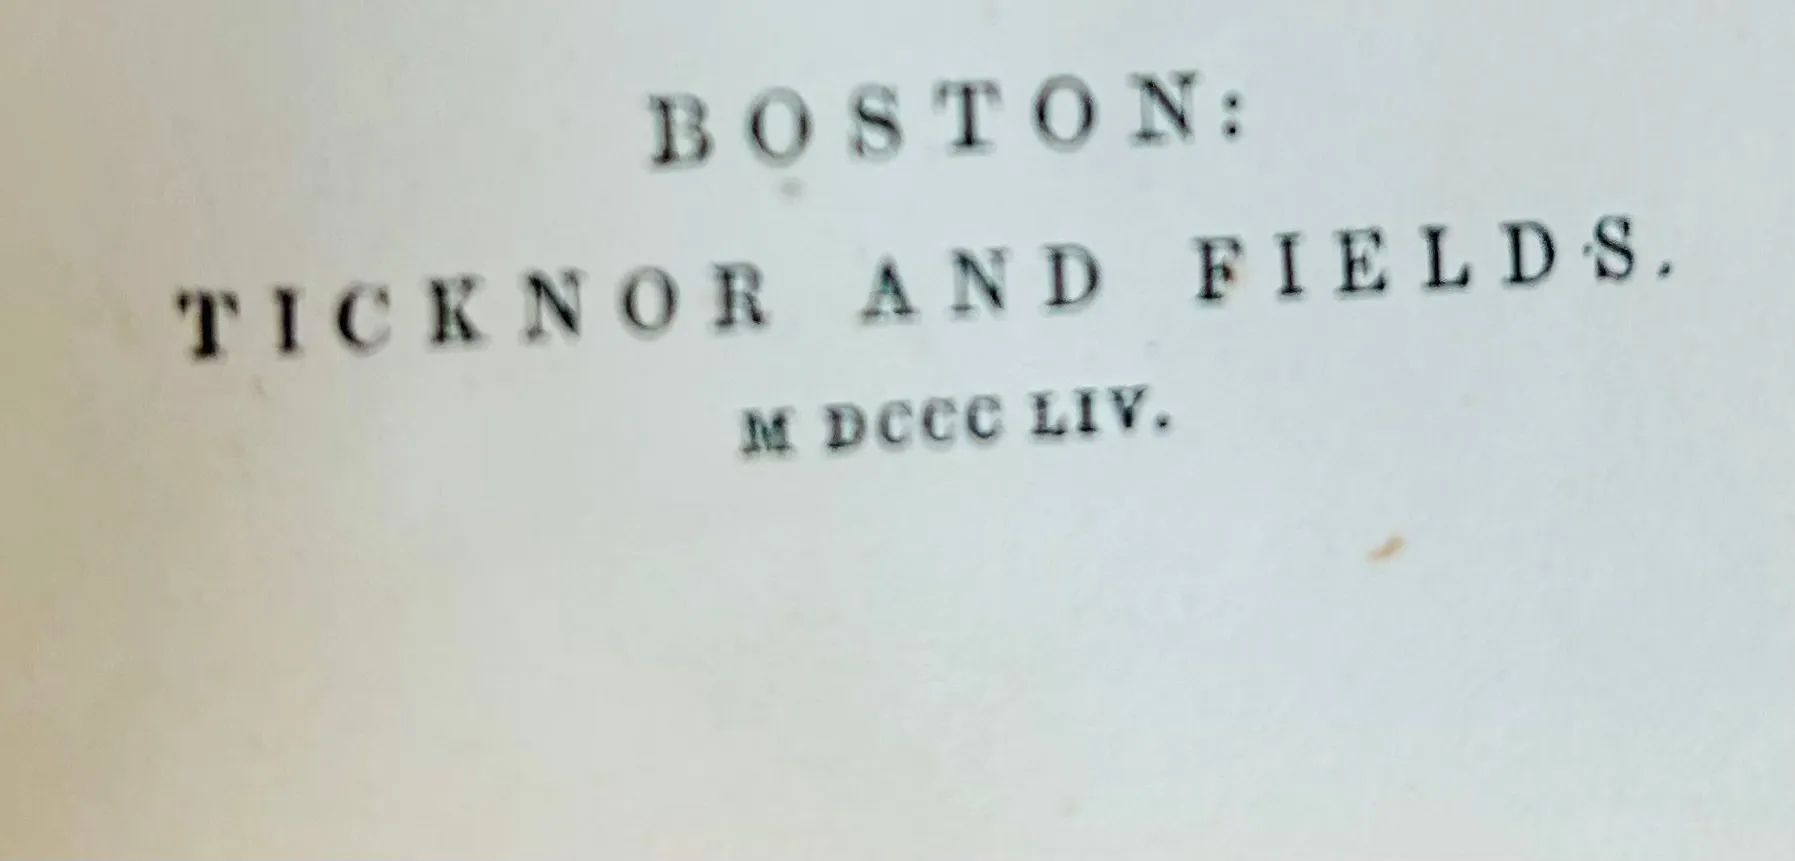 BOSTON:
TICKNOR AND FIELDS.
M DCCC LIV.